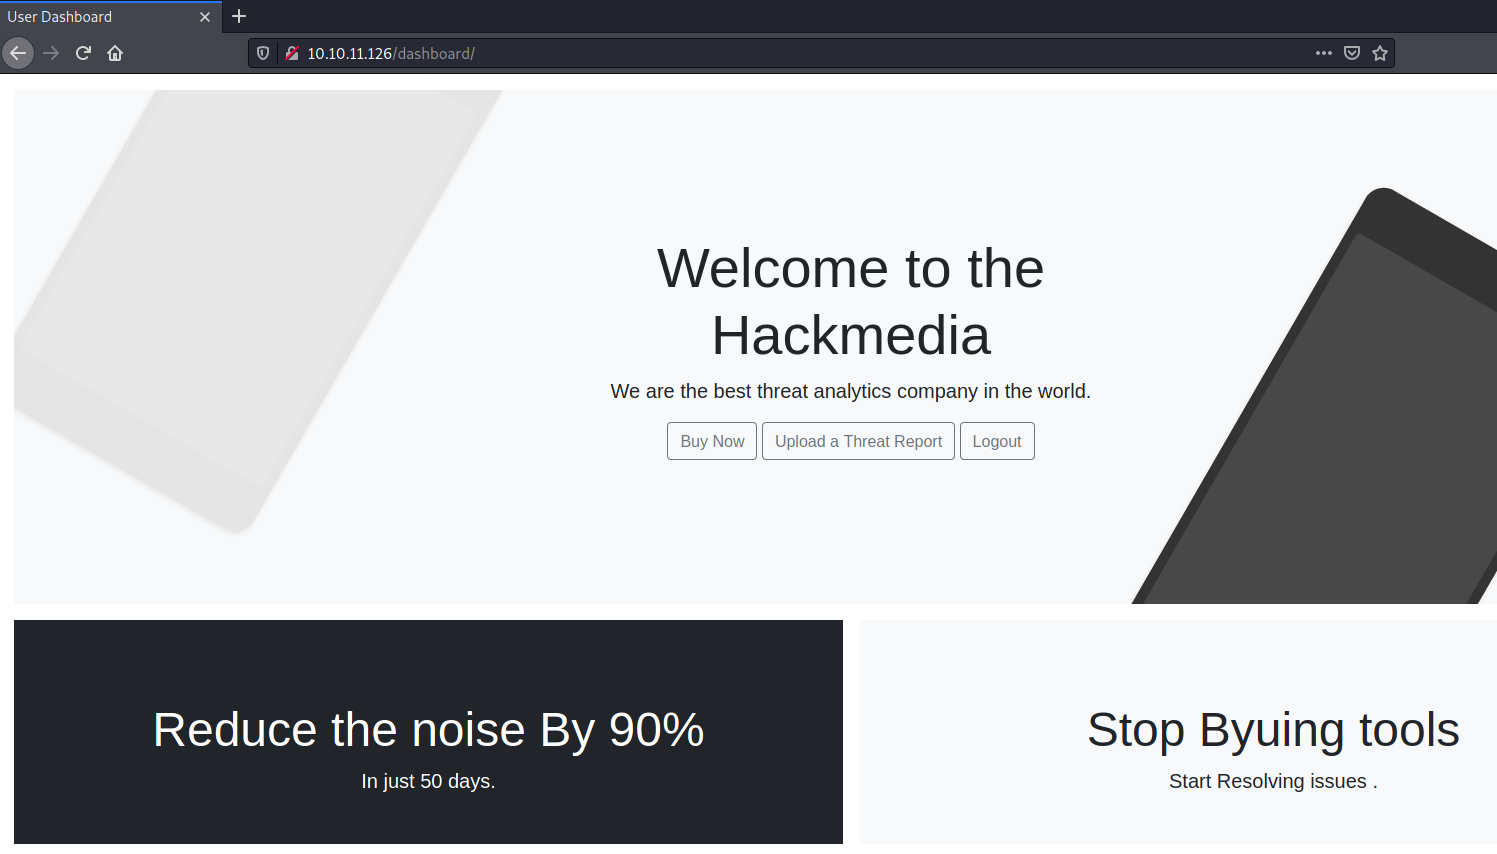 User Dashboard
10.10.11.126/dashboard/
Welcome to the
Hackmedia
We are the best threat analytics company in the world.
Buy Now Upload a Threat Report Logout
Reduce the noise By 90%
In just 50 days.
Stop Byuing tools
Start Resolving issues .